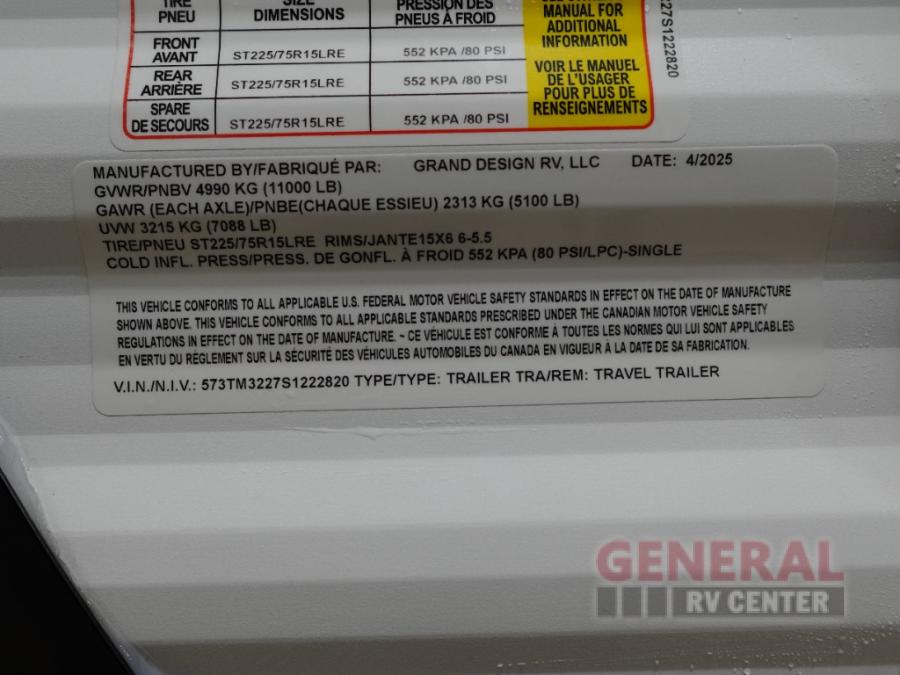 TIRE SIZE PRESSION DES
PNEU DIMENSIONS PNEUS À FROID
FRONT AVANT ST225/75R15LRE 552 KPA /80 PSI
REAR ARRIÈRE ST225/75R15LRE 552 KPA /80 PSI
SPARE DE SECOURS ST225/75R15LRE 552 KPA /80 PSI
MANUAL FOR
ADDITIONAL
INFORMATION
VOIR LE MANUEL
DE L'USAGER
POUR PLUS DE
RENSEIGNEMENTS
227S1222820
MANUFACTURED BY/FABRIQUÉ PAR: GRAND DESIGN RV, LLC DATE: 4/2025
GVWR/PNBV 4990 KG (11000 LB)
GAWR (EACH AXLE)/PNBE(CHAQUE ESSIEU) 2313 KG (5100 LB)
UVW 3215 KG (7088 LB)
TIRE/PNEU ST225/75R15LRE RIMS/JANTE15X6 6-5.5
COLD INFL. PRESS/PRESS. DE GONFL. À FROID 552 KPA (80 PSI/LPC)-SINGLE
THIS VEHICLE CONFORMS TO ALL APPLICABLE U.S. FEDERAL MOTOR VEHICLE SAFETY STANDARDS IN EFFECT ON THE DATE OF MANUFACTURE
SHOWN ABOVE. THIS VEHICLE CONFORMS TO ALL APPLICABLE STANDARDS PRESCRIBED UNDER THE CANADIAN MOTOR VEHICLE SAFETY
REGULATIONS IN EFFECT ON THE DATE OF MANUFACTURE. ~ CE VÉHICULE EST CONFORME À TOUTES LES NORMES QUI LUI SONT APPLICABLES
EN VERTU DU RÈGLEMENT SUR LA SÉCURITÉ DES VÉHICULES AUTOMOBILES DU CANADA EN VIGUEUR À LA DATE DE SA FABRICATION.
V.I.N./N.I.V.: 573TM3227S1222820 TYPE/TYPE: TRAILER TRA/REM: TRAVEL TRAILER
GENERAL
RV CENTER